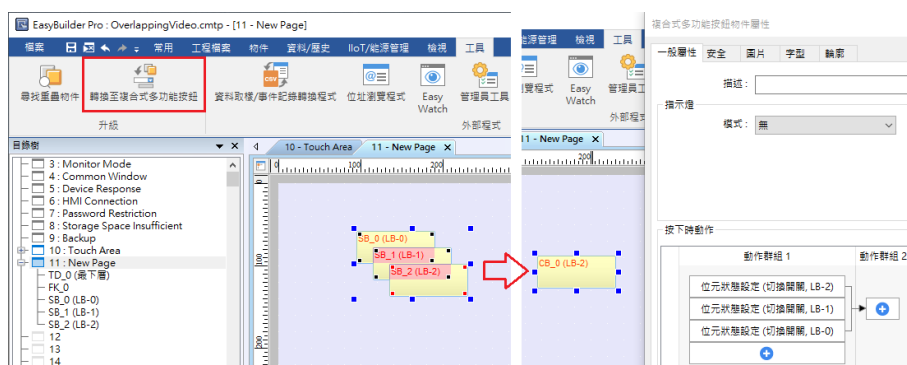 EasyBuilder Pro : OverlappingVideo.cmtp - [11 - New Page]
檔案 常用 工程檔案 物件 資料/歷史 IIoT/能源管理 檢視 工具
尋找重疊物件 轉換至複合式多功能按鈕 資料取樣/事件記錄轉換程式 位址瀏覽程式 Easy Watch 管理員工具
CSV
升級 外部程式
目錄樹
10 - Touch Area 11 - New Page
0 100 200
3 : Monitor Mode
4 : Common Window
5 : Device Response
6 : HMI Connection
7 : Password Restriction
8 : Storage Space Insufficient
9 : Backup
10 : Touch Area
11 : New Page
TD_0 (最下層)
FK_0
SB_0 (LB-0)
SB_1 (LB-1)
SB_2 (LB-2)
12
13
14
100
200
SB_0 (LB-0)
SB_1 (LB-1)
SB_2 (LB-2)
能源管理 檢視 工具
覽程式 Easy Watch 管理員工
外部程式
11 - New Page
200
CB_0 (LB-2)
複合式多功能按鈕物件屬性
一般屬性 安全 圖片 字型 輪廓
描述 :
指示燈
模式 : 無
按下時動作
動作群組 1 動作群組 2
位元狀態設定 (切換開關, LB-2)
位元狀態設定 (切換開關, LB-1)
位元狀態設定 (切換開關, LB-0)